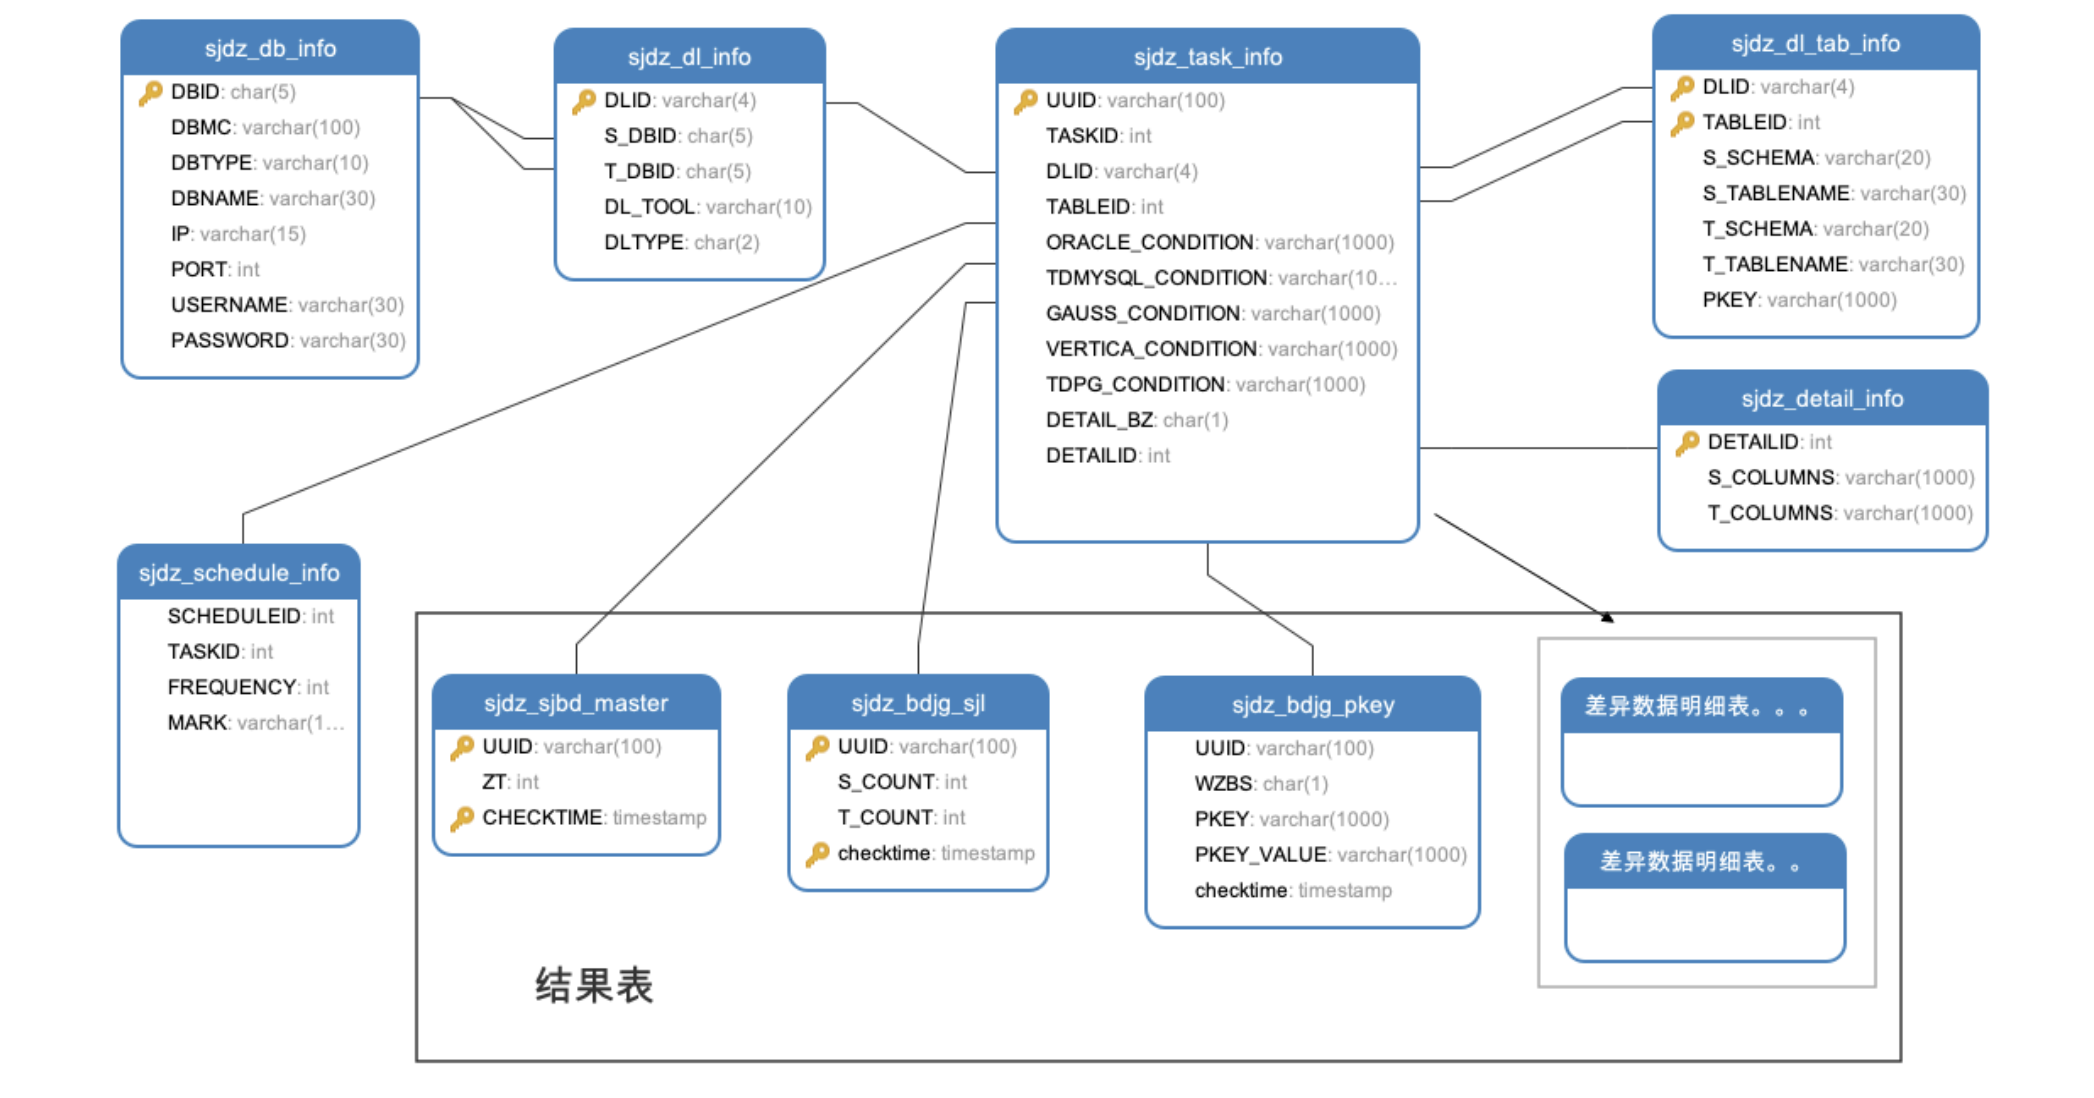 sjdz_db_info
DBID: char(5)
DBMC: varchar(100)
DBTYPE: varchar(10)
DBNAME: varchar(30)
IP: varchar(15)
PORT: int
USERNAME: varchar(30)
PASSWORD: varchar(30)
sjdz_dl_info
DLID: varchar(4)
S_DBID: char(5)
T_DBID: char(5)
DL_TOOL: varchar(10)
DLTYPE: char(2)
sjdz_task_info
UUID: varchar(100)
TASKID: int
DLID: varchar(4)
TABLEID: int
ORACLE_CONDITION: varchar(1000)
TDMYSQL_CONDITION: varchar(10...
GAUSS_CONDITION: varchar(1000)
VERTICA_CONDITION: varchar(1000)
TDPG_CONDITION: varchar(1000)
DETAIL_BZ: char(1)
DETAILID: int
sjdz_dl_tab_info
DLID: varchar(4)
TABLEID: int
S_SCHEMA: varchar(20)
S_TABLENAME: varchar(30)
T_SCHEMA: varchar(20)
T_TABLENAME: varchar(30)
PKEY: varchar(1000)
sjdz_detail_info
DETAILID: int
S_COLUMNS: varchar(1000)
T_COLUMNS: varchar(1000)
sjdz_schedule_info
SCHEDULEID: int
TASKID: int
FREQUENCY: int
MARK: varchar(1...
sjdz_sjbd_master
UUID: varchar(100)
ZT: int
CHECKTIME: timestamp
sjdz_bdjg_sjl
UUID: varchar(100)
S_COUNT: int
T_COUNT: int
checktime: timestamp
sjdz_bdjg_pkey
UUID: varchar(100)
WZBS: char(1)
PKEY: varchar(1000)
PKEY_VALUE: varchar(1000)
checktime: timestamp
差异数据明细表。。。
差异数据明细表。。
结果表